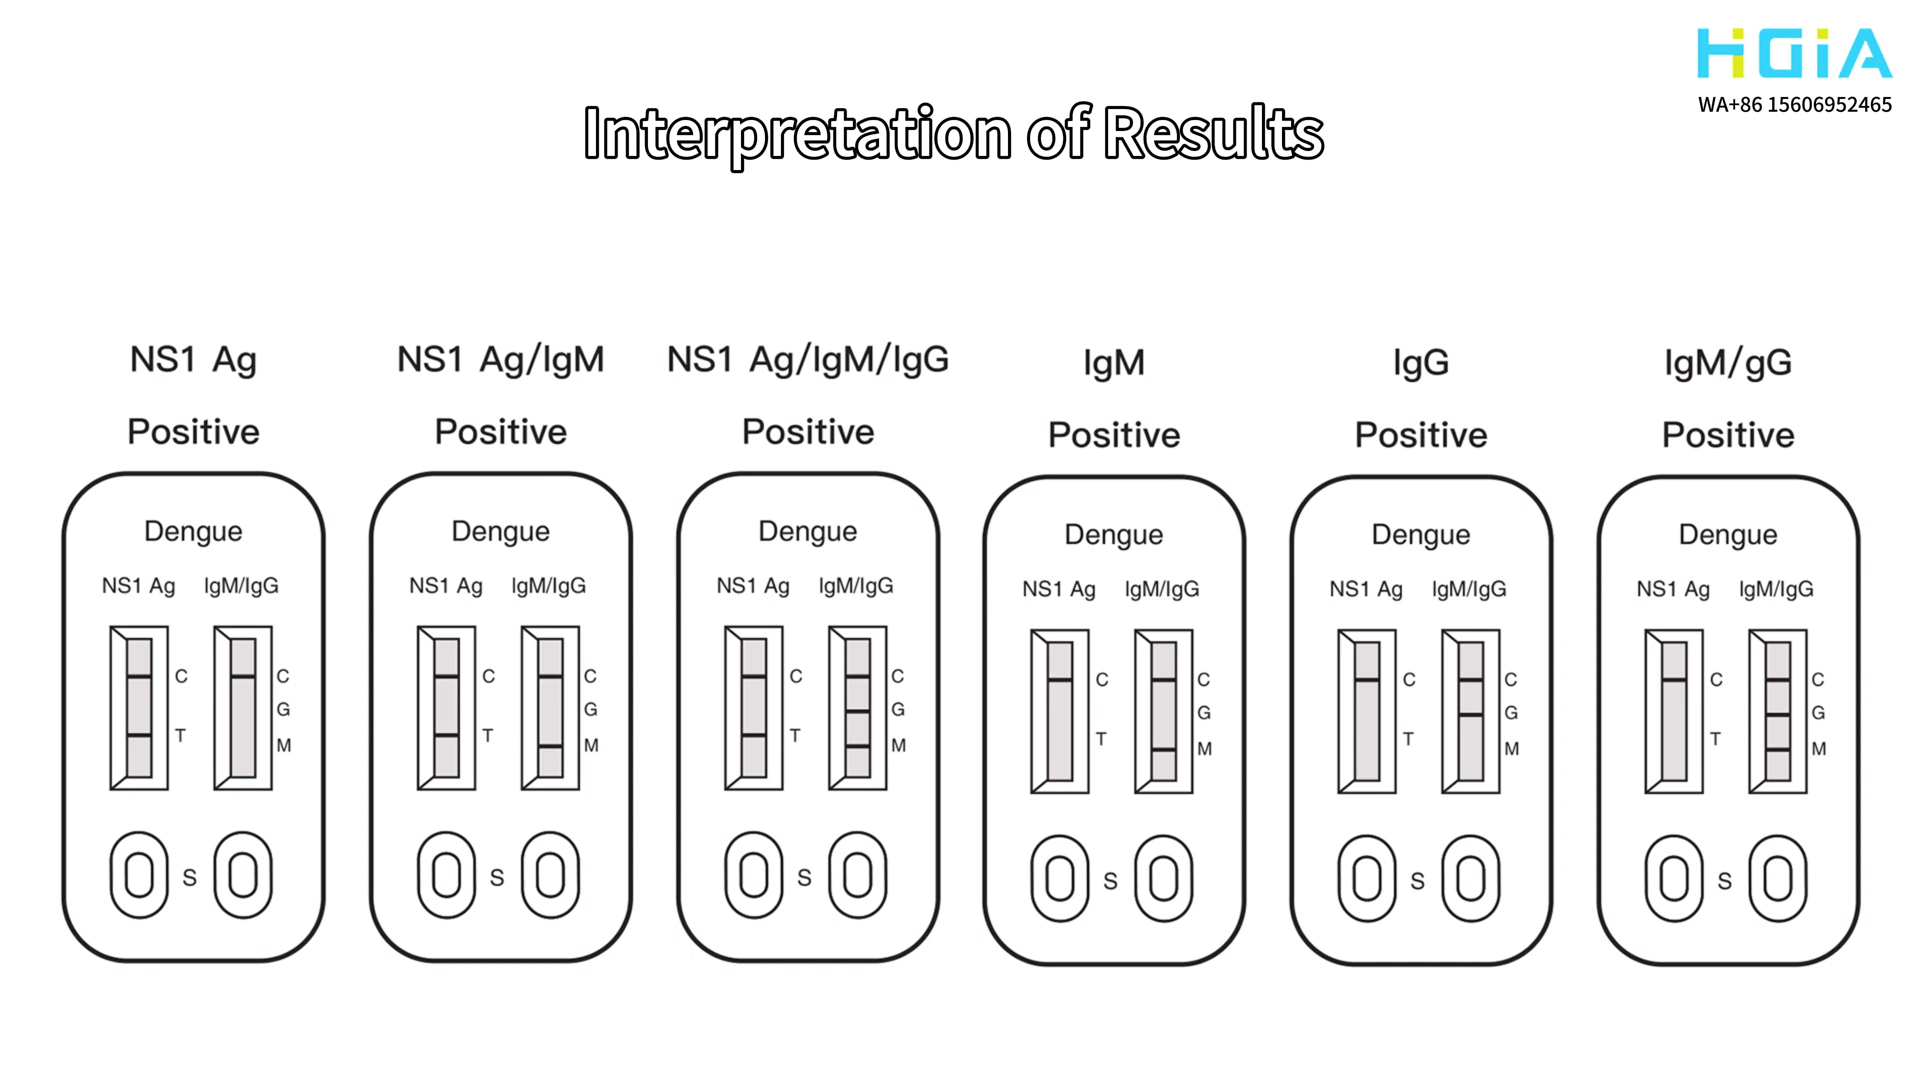 HGiA
WA+86 15606952465
Interpretation of Results
NS1 Ag
Positive
Dengue
NS1 Ag IgM/IgG
C C
G
T M
S
NS1 Ag/IgM
Positive
Dengue
NS1 Ag IgM/IgG
C C
G
T M
S
NS1 Ag/IgM/IgG
Positive
Dengue
NS1 Ag IgM/IgG
C C
G
T M
S
IgM
Positive
Dengue
NS1 Ag IgM/IgG
C C
G
T M
S
IgG
Positive
Dengue
NS1 Ag IgM/IgG
C C
G
T M
S
IgM/gG
Positive
Dengue
NS1 Ag IgM/IgG
C C
G
T M
S